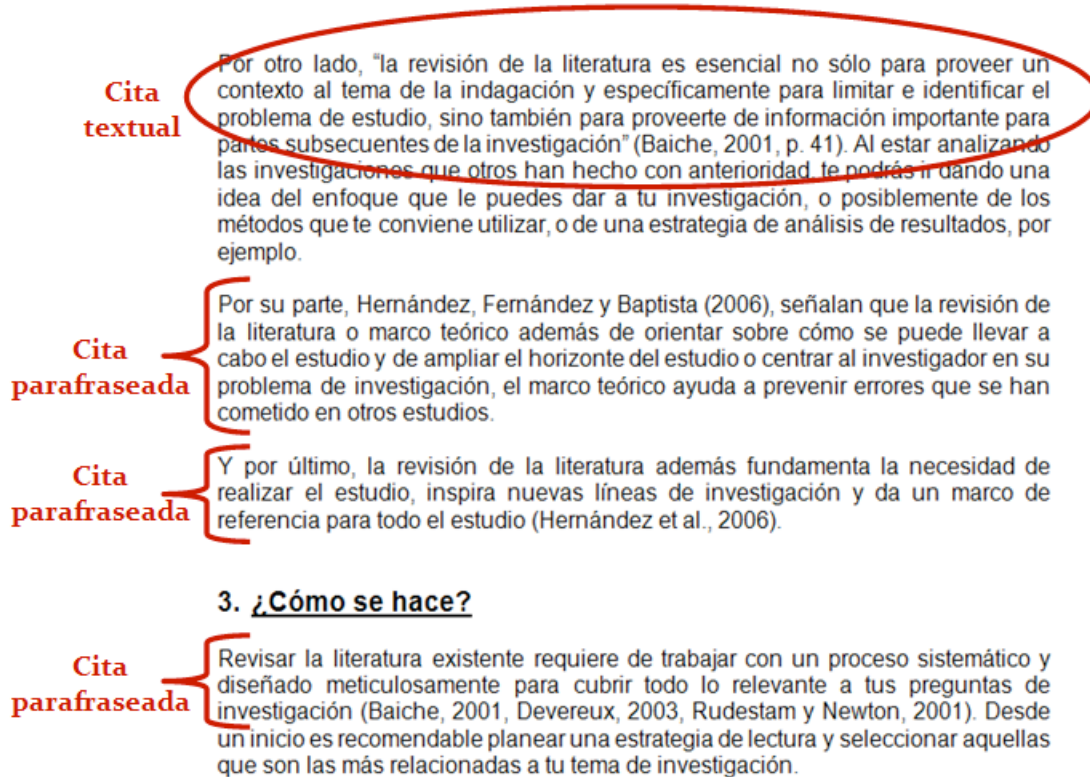 Cita
textual
Por otro lado, “la revisión de la literatura es esencial no sólo para proveer un
contexto al tema de la indagación y específicamente para limitar e identificar el
problema de estudio, sino también para proveerte de información importante para
partes subsecuentes de la investigación” (Baiche, 2001, p. 41). Al estar analizando
las investigaciones que otros han hecho con anterioridad, te podrás ir dando una
idea del enfoque que le puedes dar a tu investigación, o posiblemente de los
métodos que te conviene utilizar, o de una estrategia de análisis de resultados, por
ejemplo.
Cita
parafraseada
Por su parte, Hernández, Fernández y Baptista (2006), señalan que la revisión de
la literatura o marco teórico además de orientar sobre cómo se puede llevar a
cabo el estudio y de ampliar el horizonte del estudio o centrar al investigador en su
problema de investigación, el marco teórico ayuda a prevenir errores que se han
cometido en otros estudios.
Cita
parafraseada
Y por último, la revisión de la literatura además fundamenta la necesidad de
realizar el estudio, inspira nuevas líneas de investigación y da un marco de
referencia para todo el estudio (Hernández et al., 2006).
3. ¿Cómo se hace?
Cita
parafraseada
Revisar la literatura existente requiere de trabajar con un proceso sistemático y
diseñado meticulosamente para cubrir todo lo relevante a tus preguntas de
investigación (Baiche, 2001, Devereux, 2003, Rudestam y Newton, 2001). Desde
un inicio es recomendable planear una estrategia de lectura y seleccionar aquellas
que son las más relacionadas a tu tema de investigación.